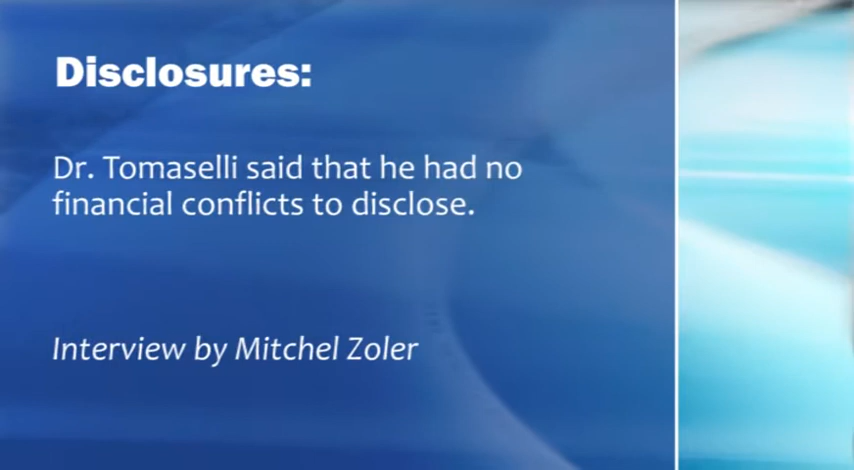 Disclosures:
Dr. Tomaselli said that he had no
financial conflicts to disclose.
Interview by Mitchel Zoler